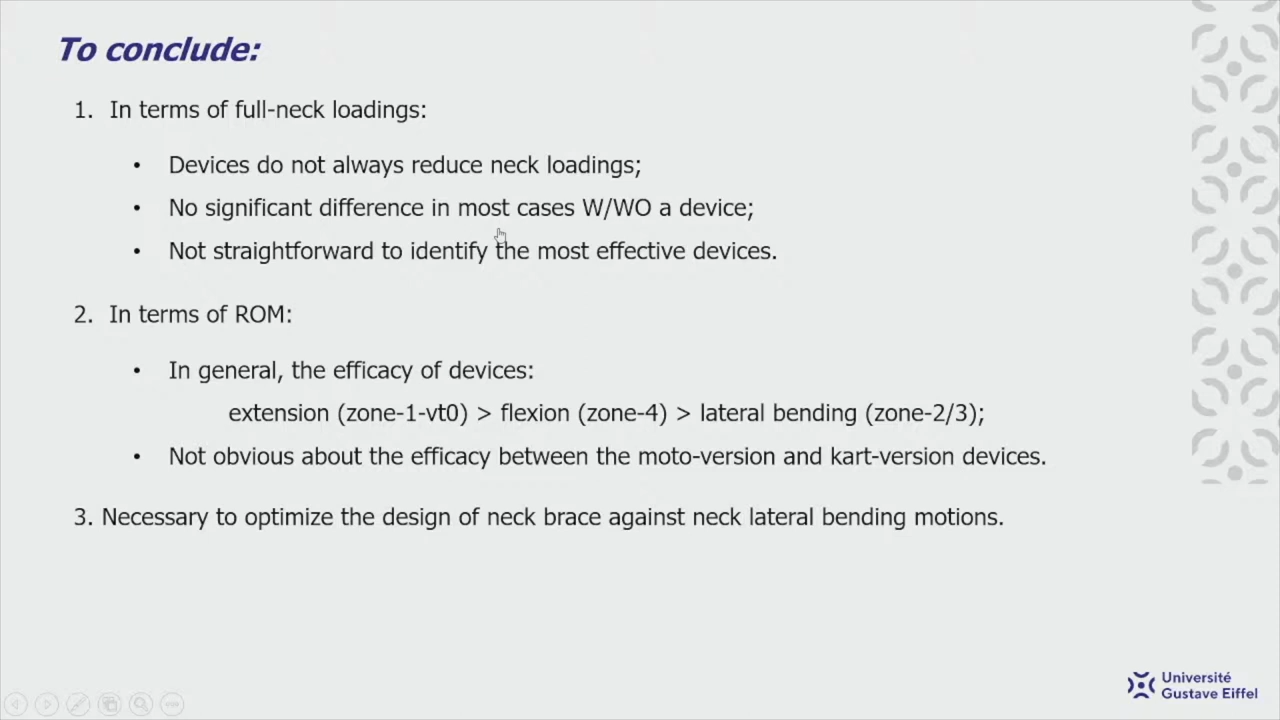 To conclude:
1. In terms of full-neck loadings:
• Devices do not always reduce neck loadings;
• No significant difference in most cases W/WO a device;
• Not straightforward to identify the most effective devices.
2. In terms of ROM:
• In general, the efficacy of devices:
extension (zone-1-vt0) > flexion (zone-4) > lateral bending (zone-2/3);
• Not obvious about the efficacy between the moto-version and kart-version devices.
3. Necessary to optimize the design of neck brace against neck lateral bending motions.
Université
Gustave Eiffel